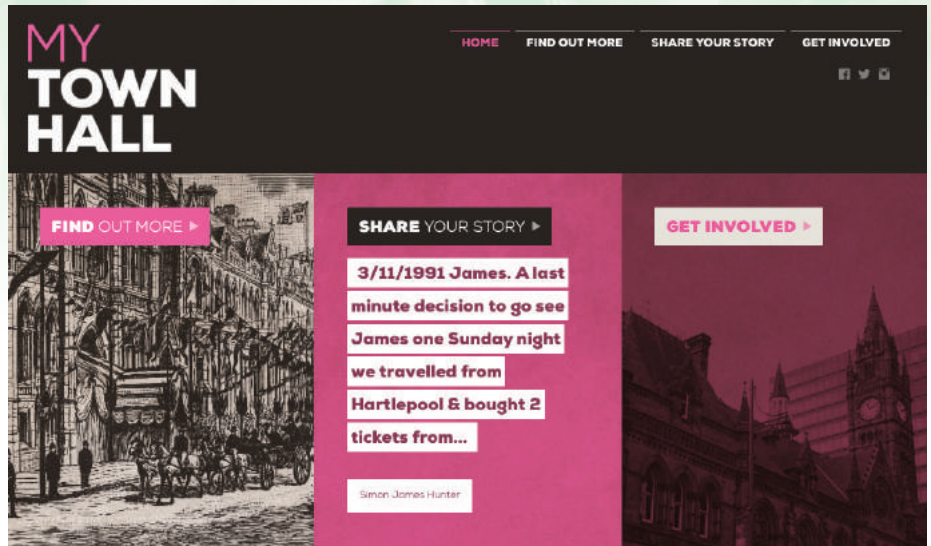 MY
TOWN
HALL
HOME FIND OUT MORE SHARE YOUR STORY GET INVOLVED
FIND OUT MORE
SHARE YOUR STORY
3/11/1991 James. A last
minute decision to go see
James one Sunday night
we travelled from
Hartlepool & bought 2
tickets from...
Simon James Hunter
GET INVOLVED